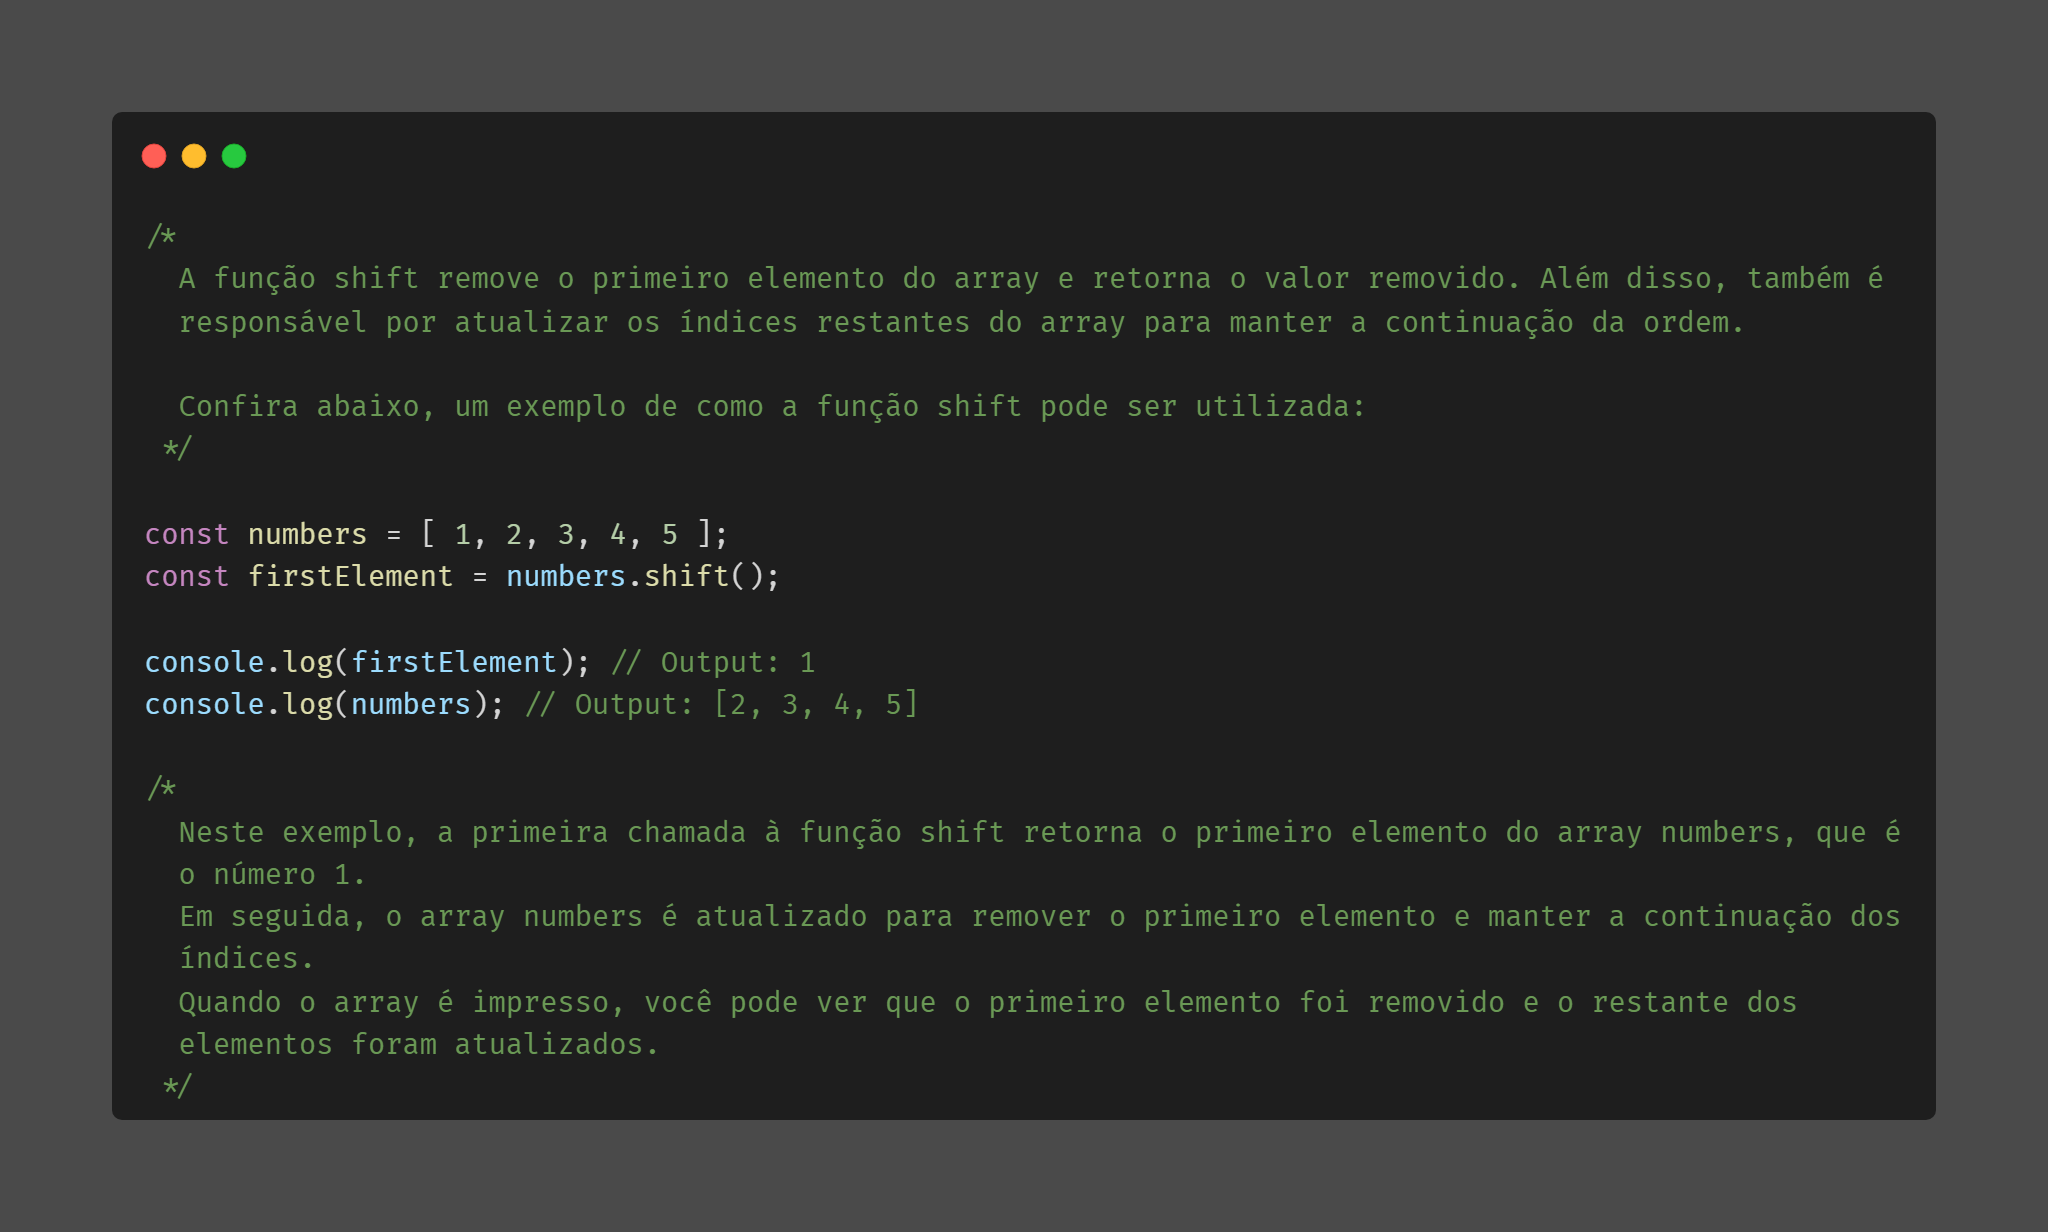 /*
A função shift remove o primeiro elemento do array e retorna o valor removido. Além disso, também é
responsável por atualizar os índices restantes do array para manter a continuação da ordem.
Confira abaixo, um exemplo de como a função shift pode ser utilizada:
*/
const numbers = [ 1, 2, 3, 4, 5 ];
const firstElement = numbers.shift();
console.log(firstElement); // Output: 1
console.log(numbers); // Output: [2, 3, 4, 5]
/*
Neste exemplo, a primeira chamada à função shift retorna o primeiro elemento do array numbers, que é
o número 1.
Em seguida, o array numbers é atualizado para remover o primeiro elemento e manter a continuação dos
índices.
Quando o array é impresso, você pode ver que o primeiro elemento foi removido e o restante dos
elementos foram atualizados.
*/